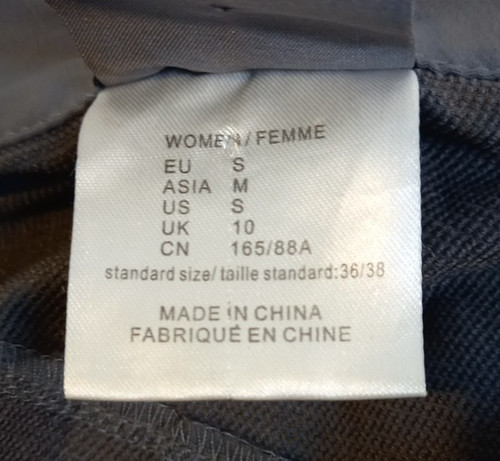 WOMEN/FEMME
EU S
ASIA M
US S
UK 10
CN 165/88A
standard size/ taille standard:36/38
MADE IN CHINA
FABRIQUÉ EN CHINE